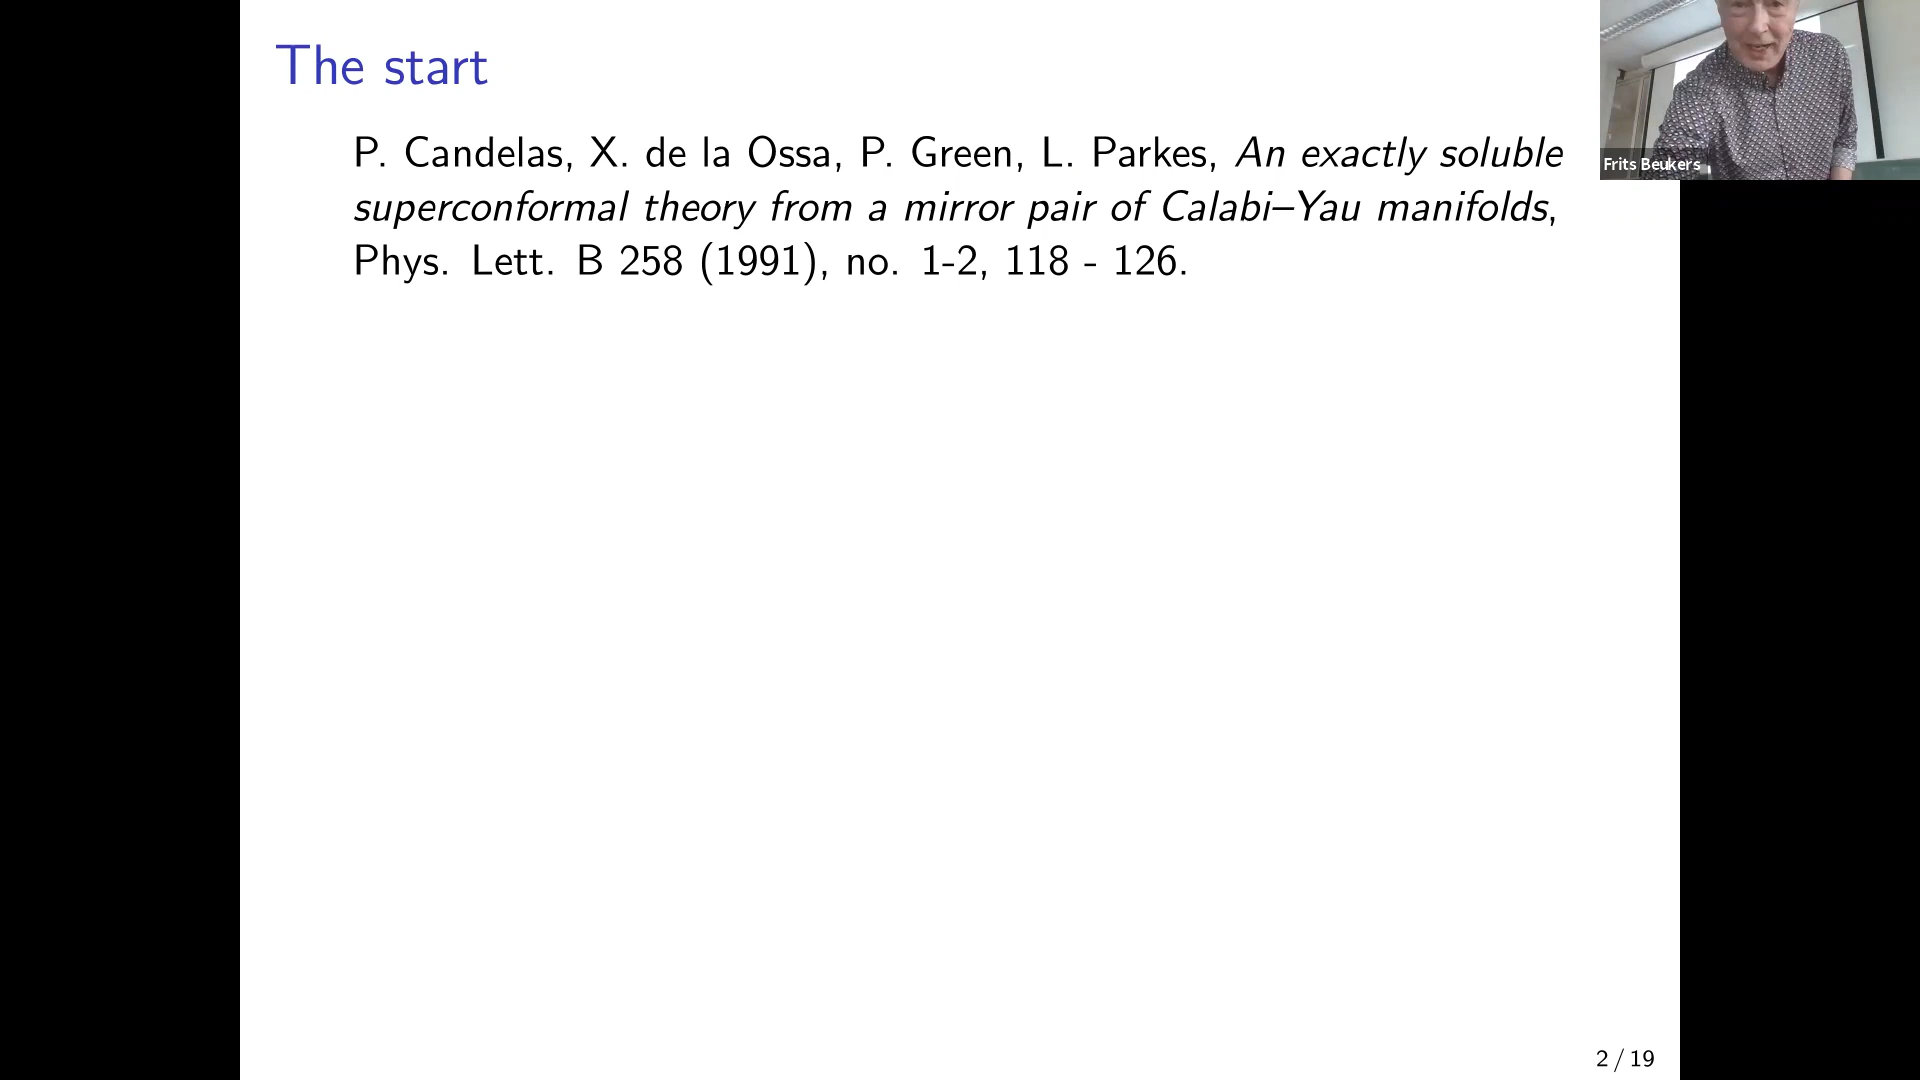 The start
P. Candelas, X. de la Ossa, P. Green, L. Parkes, An exactly soluble
superconformal theory from a mirror pair of Calabi–Yau manifolds,
Phys. Lett. B 258 (1991), no. 1-2, 118 - 126.
Frits Beukers
2 / 19